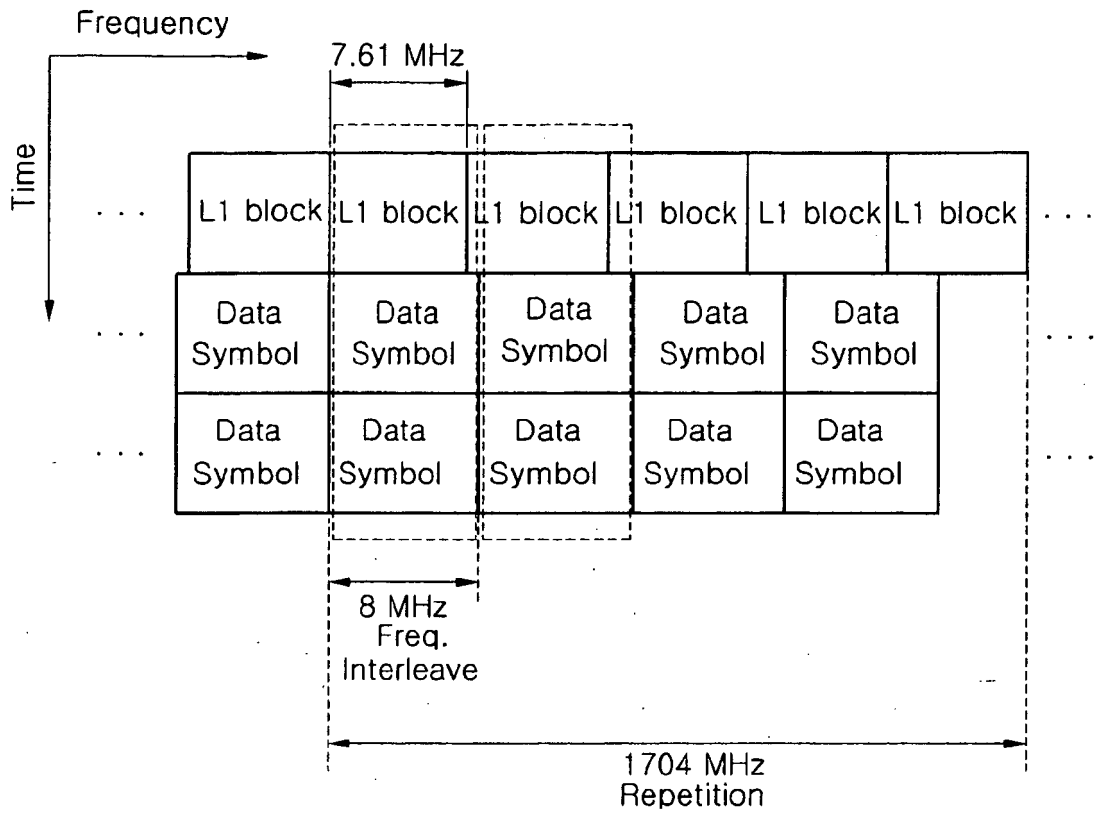 Frequency
7.61 MHz
Time
... L1 block L1 block L1 block L1 block L1 block L1 block ...
... Data Symbol Data Symbol Data Symbol Data Symbol Data Symbol ...
... Data Symbol Data Symbol Data Symbol Data Symbol Data Symbol ...
8 MHz
Freq.
Interleave
1704 MHz
Repetition